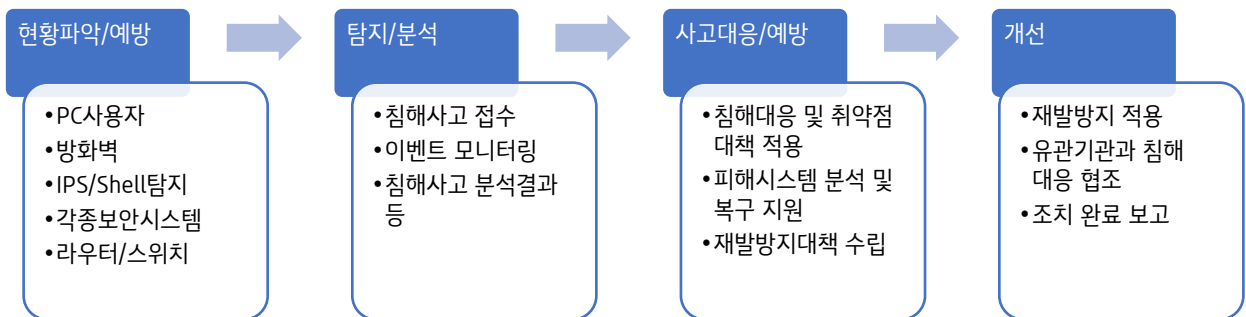 현황파악/예방
•PC사용자
•방화벽
•IPS/Shell탐지
•각종보안시스템
•라우터/스위치
탐지/분석
•침해사고 접수
•이벤트 모니터링
•침해사고 분석결과
등
사고대응/예방
•침해대응 및 취약점
대책 적용
•피해시스템 분석 및
복구 지원
•재발방지대책 수립
개선
•재발방지 적용
•유관기관과 침해
대응 협조
•조치 완료 보고